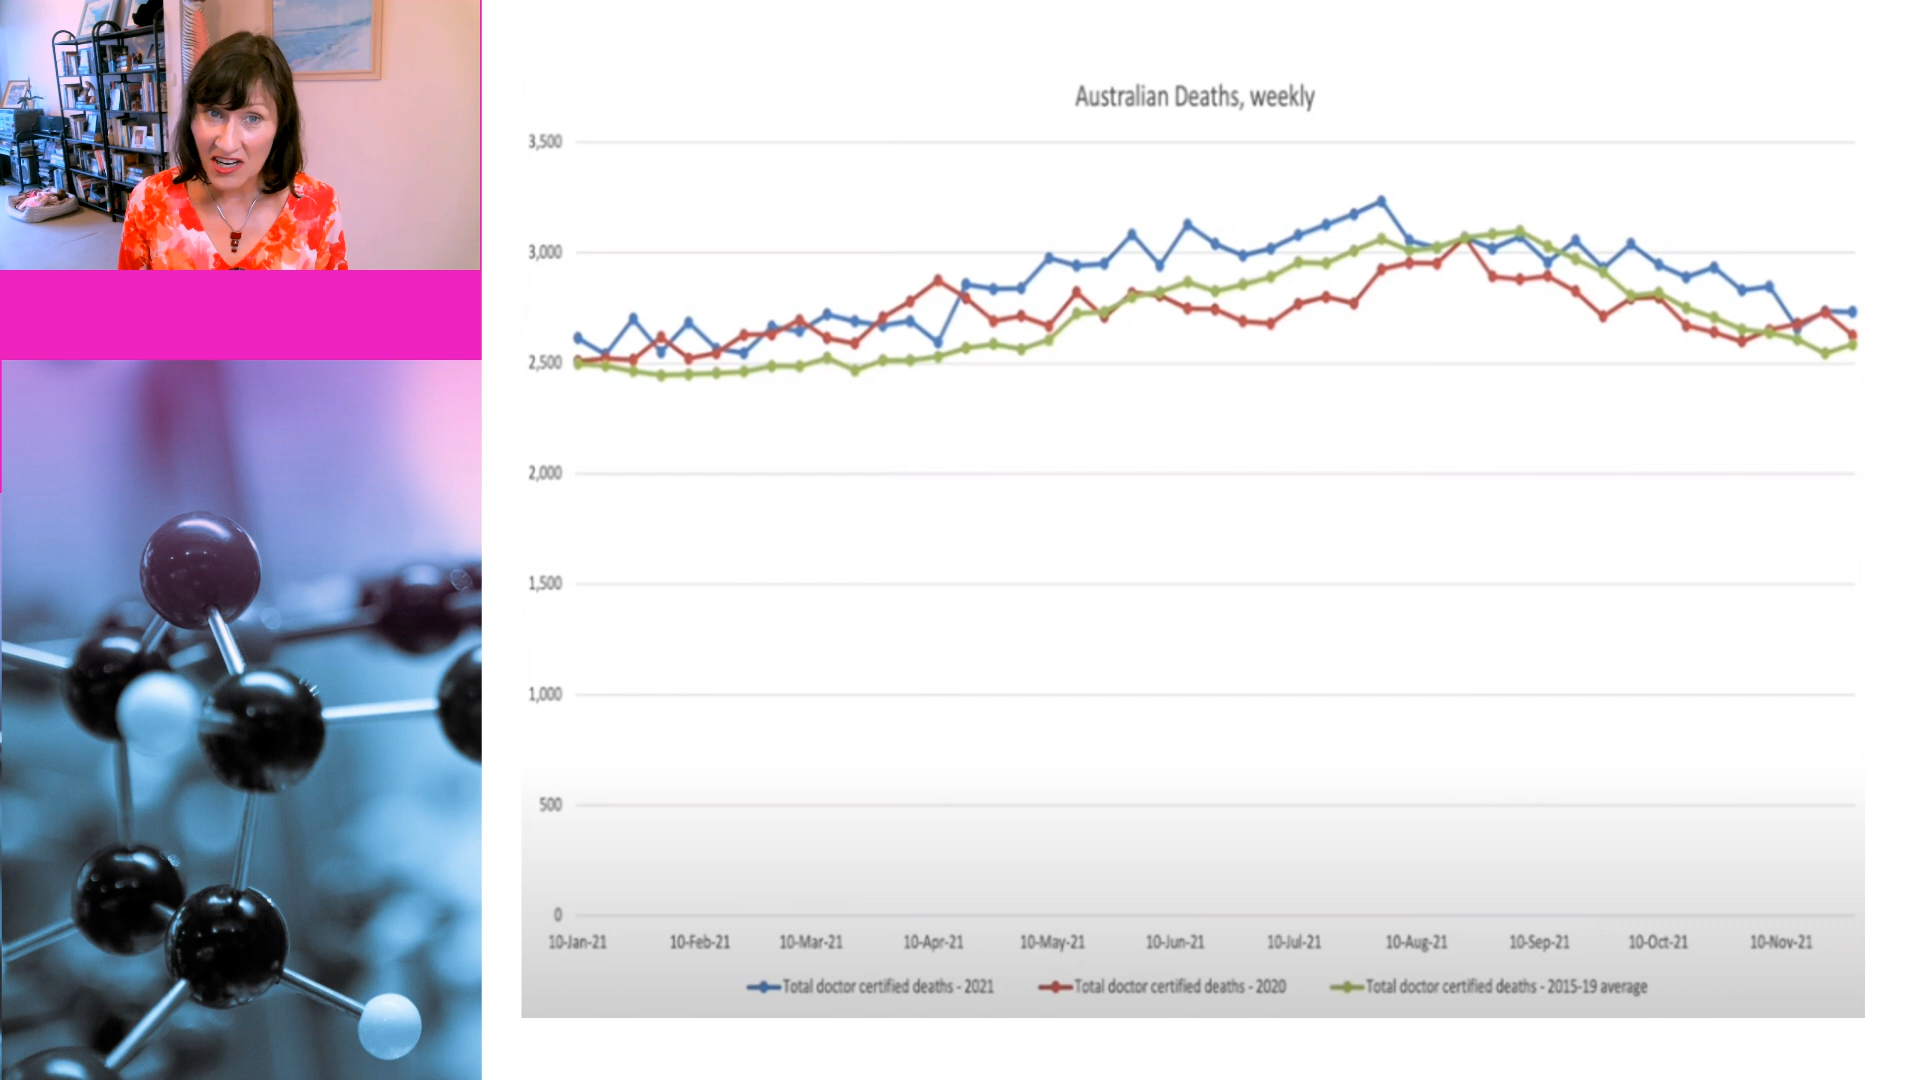 Australian Deaths, weekly
3,500
3,000
2,500
2,000
1,500
1,000
500
0
10-Jan-21 10-Feb-21 10-Mar-21 10-Apr-21 10-May-21 10-Jun-21 10-Jul-21 10-Aug-21 10-Sep-21 10-Oct-21 10-Nov-21
Total doctor certified deaths - 2021 Total doctor certified deaths - 2020 Total doctor certified deaths - 2015-19 average